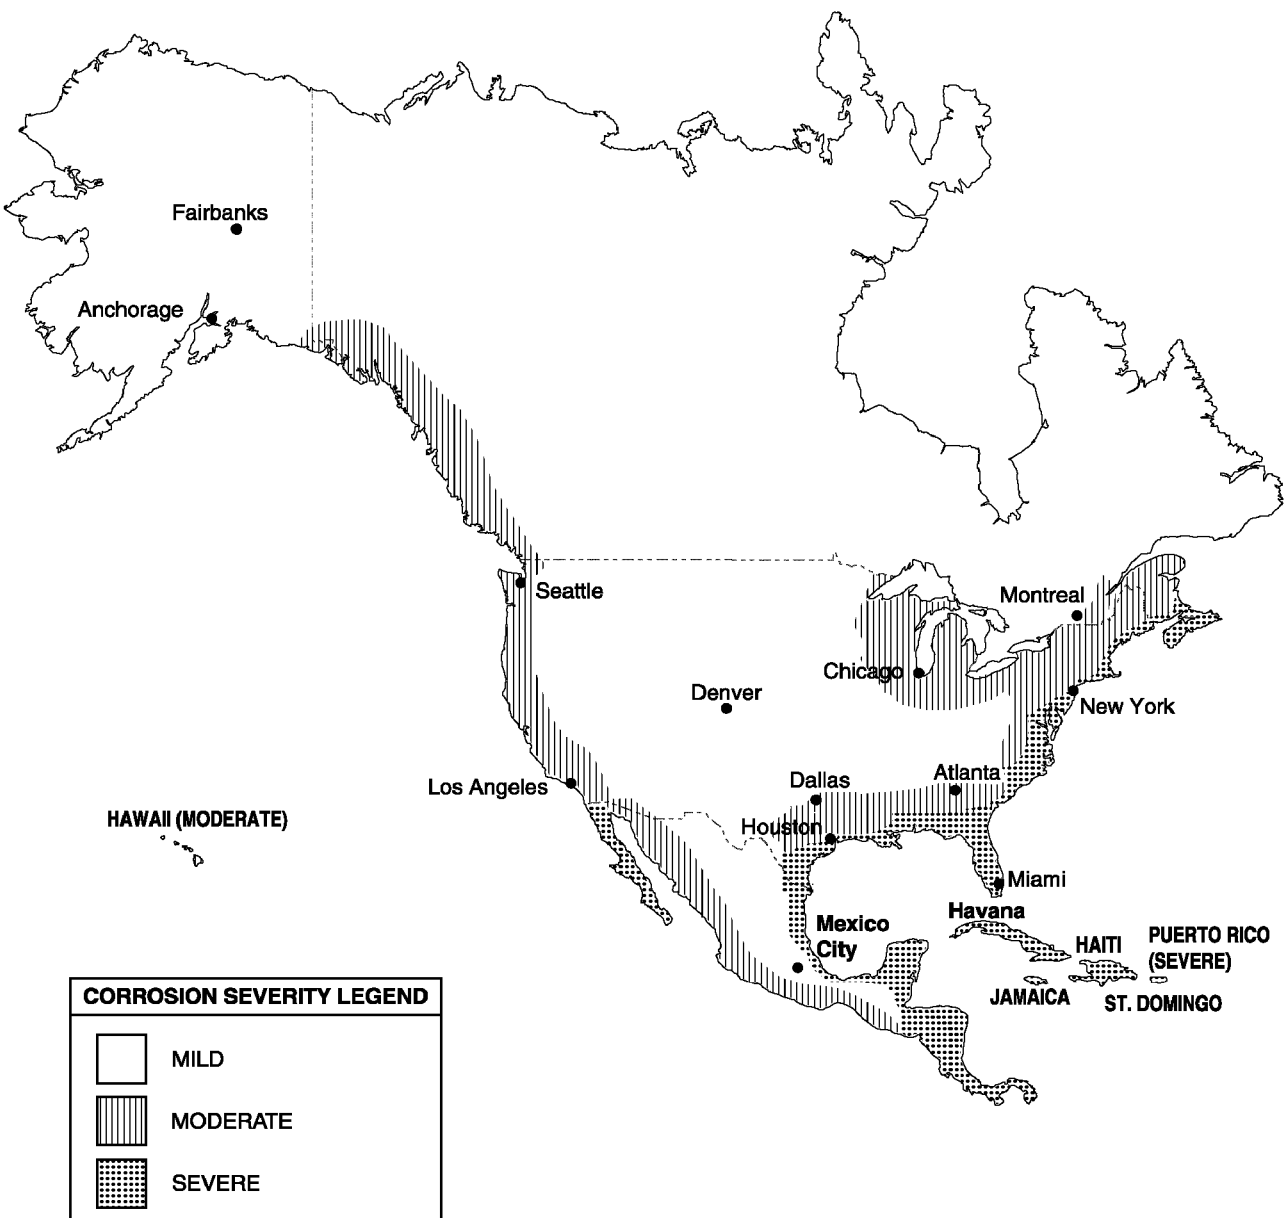 Fairbanks
Anchorage
Seattle
Montreal
Chicago
Denver
New York
Los Angeles
Dallas
Atlanta
HAWAII (MODERATE)
Houston
Miami
Havana
Mexico
City
HAITI
PUERTO RICO
(SEVERE)
JAMAICA
ST. DOMINGO
CORROSION SEVERITY LEGEND
MILD
MODERATE
SEVERE